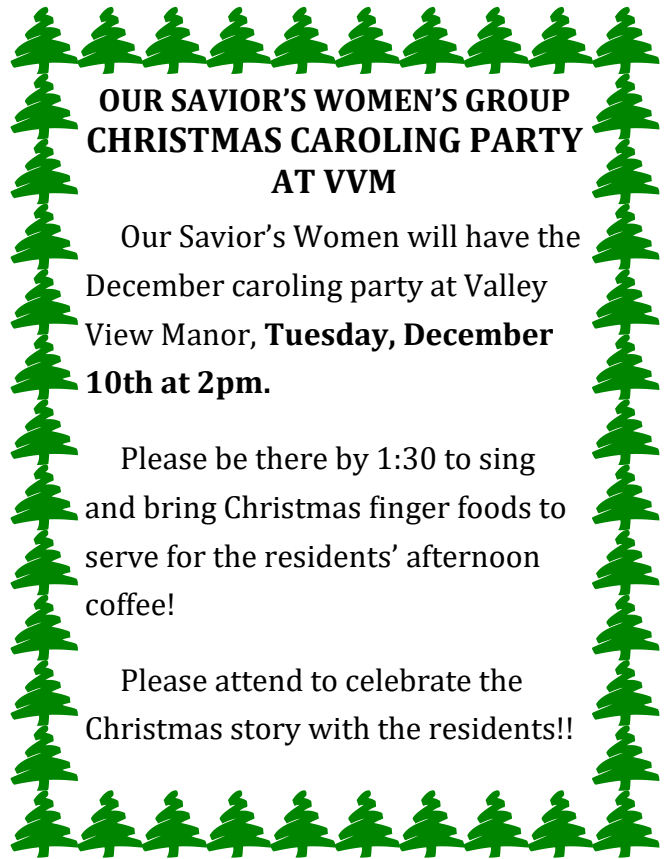 OUR SAVIOR’S WOMEN’S GROUP
CHRISTMAS CAROLING PARTY
AT VVM
Our Savior’s Women will have the
December caroling party at Valley
View Manor, Tuesday, December
10th at 2pm.
Please be there by 1:30 to sing
and bring Christmas finger foods to
serve for the residents’ afternoon
coffee!
Please attend to celebrate the
Christmas story with the residents!!